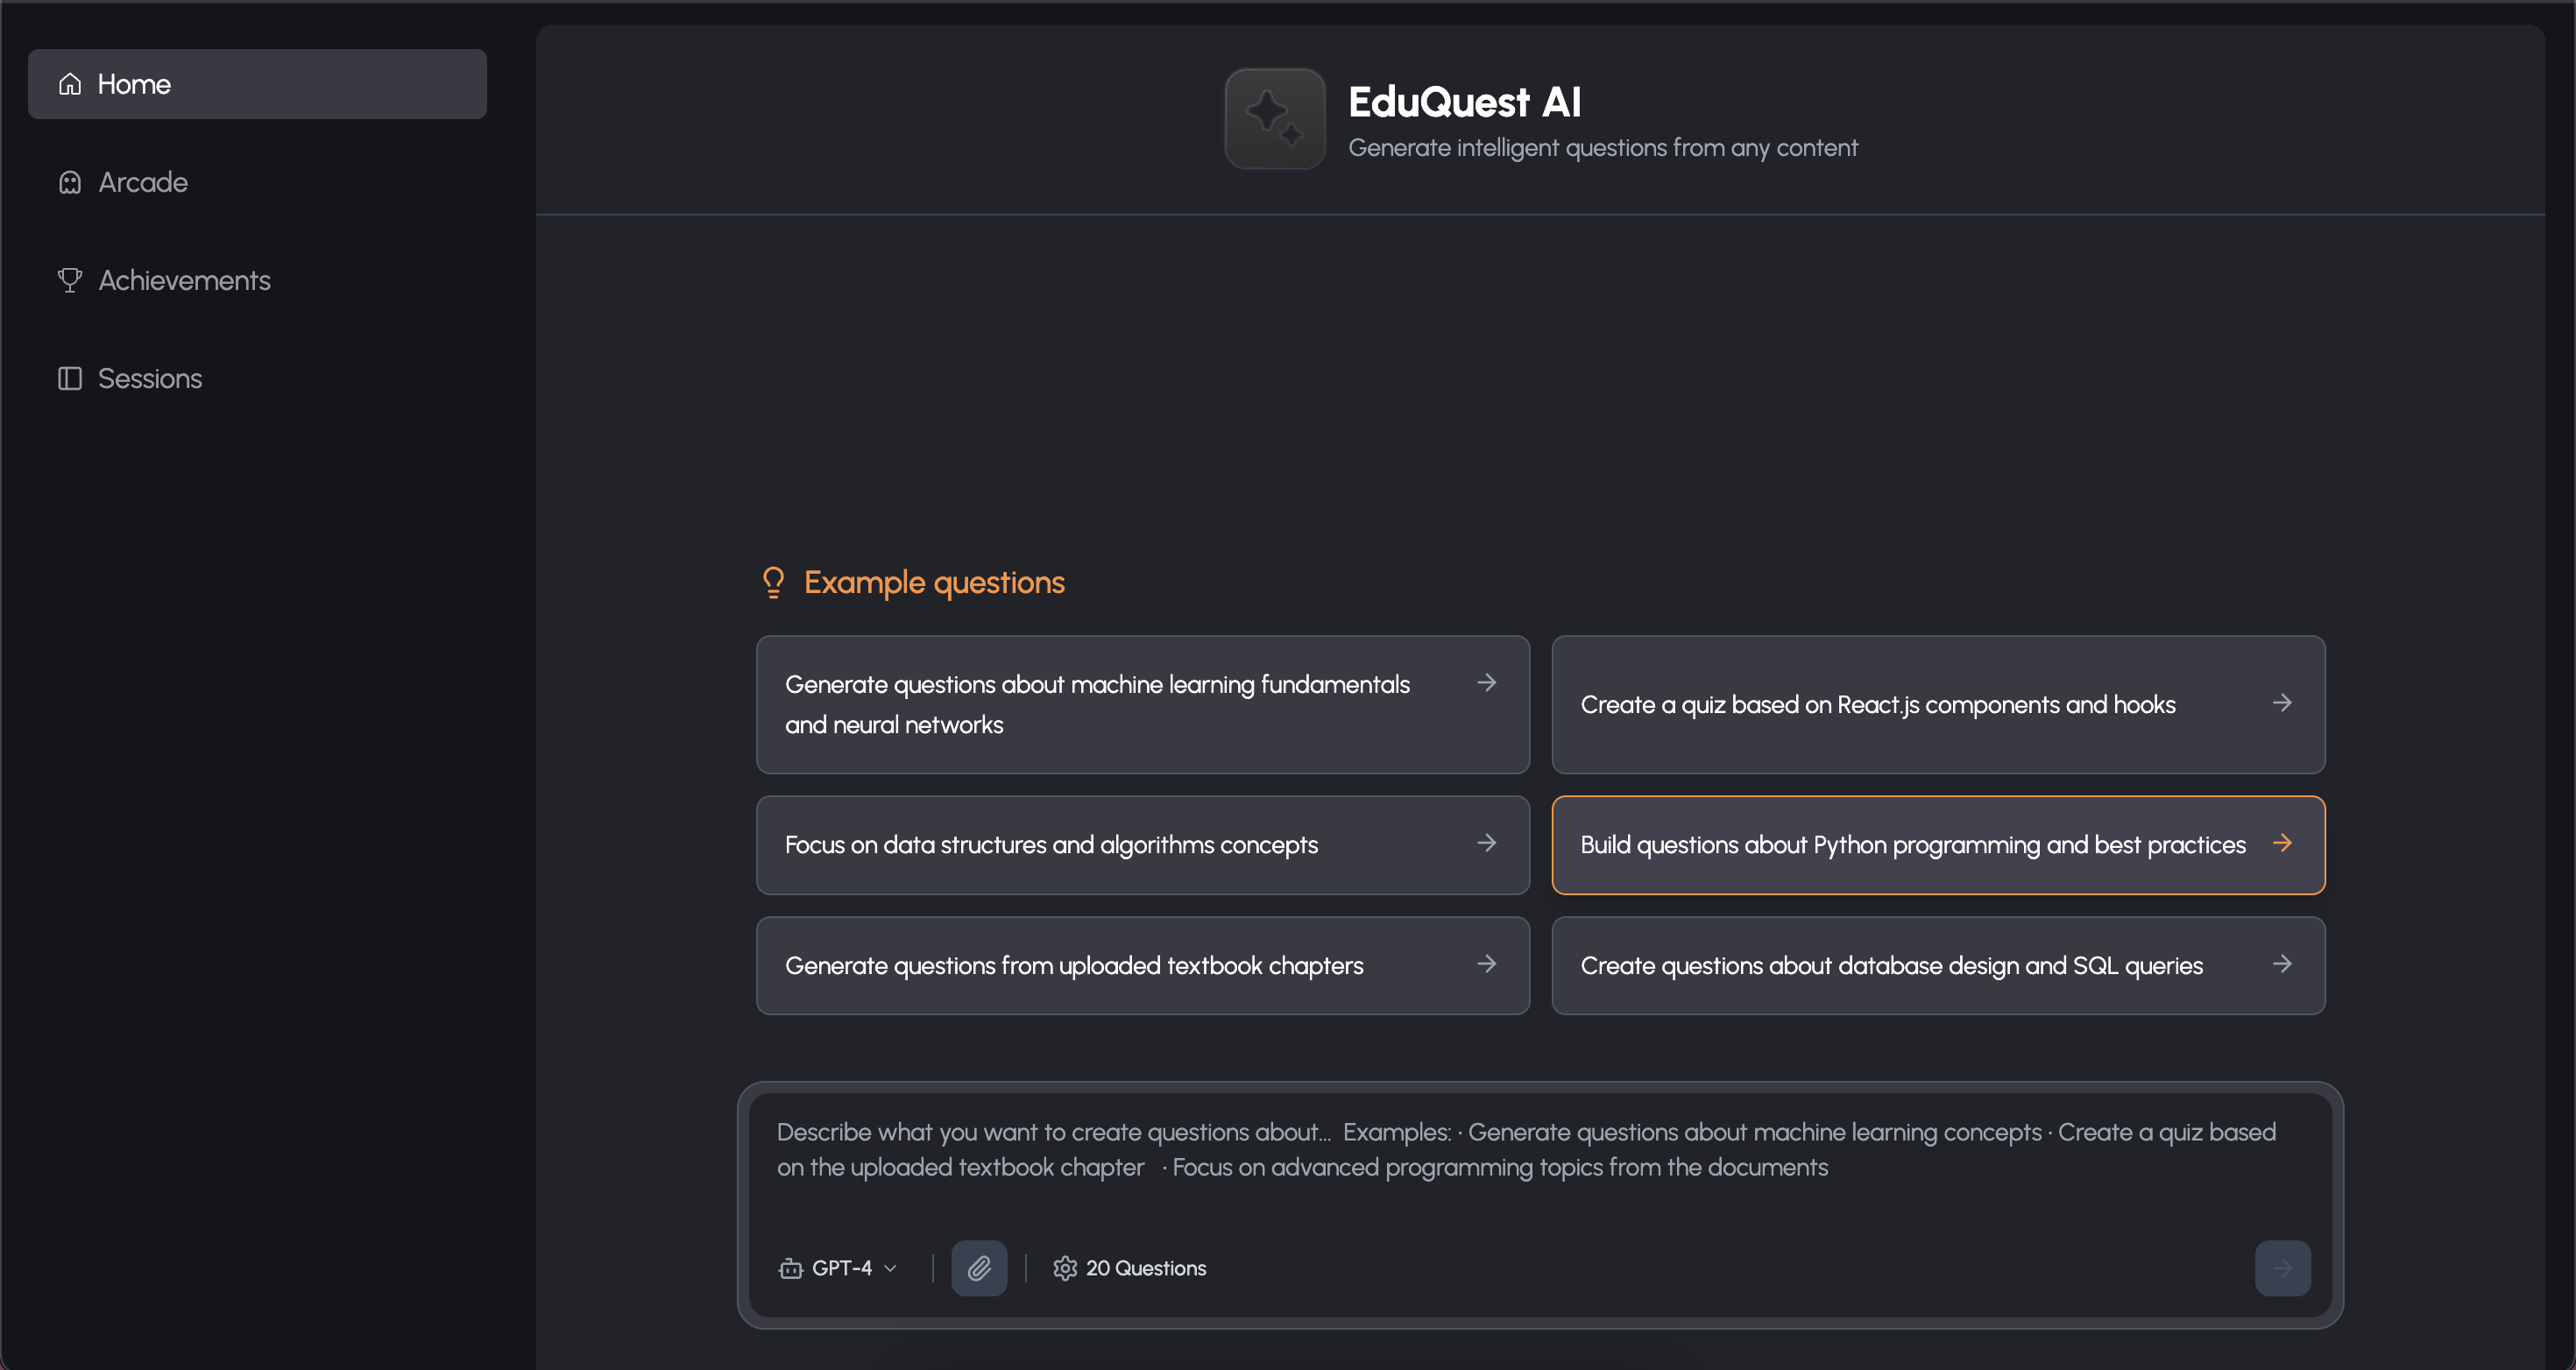 Home
Arcade
Achievements
Sessions
EduQuest AI
Generate intelligent questions from any content
Example questions
Generate questions about machine learning fundamentals
and neural networks
Create a quiz based on React.js components and hooks
Focus on data structures and algorithms concepts
Build questions about Python programming and best practices
Generate questions from uploaded textbook chapters
Create questions about database design and SQL queries
Describe what you want to create questions about... Examples: · Generate questions about machine learning concepts · Create a quiz based
on the uploaded textbook chapter · Focus on advanced programming topics from the documents
GPT-4
20 Questions